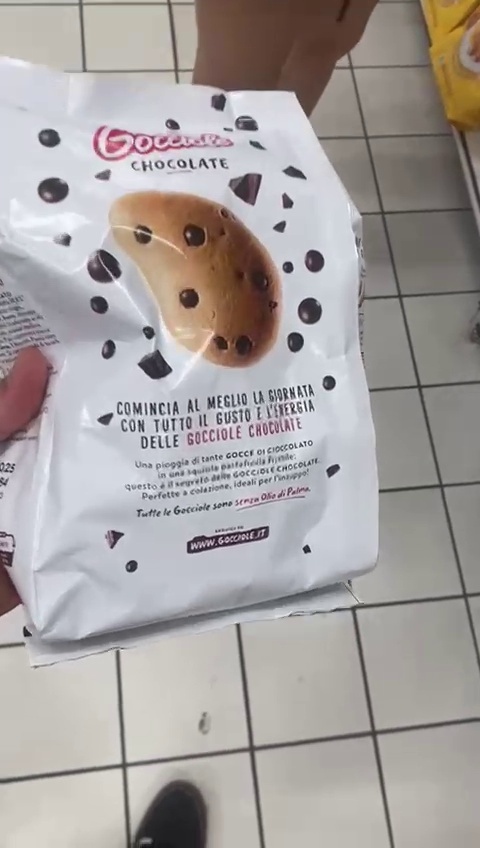 Gocciole
CHOCOLATE
COMINCIA AL MEGLIO LA GIORNATA
CON TUTTO IL GUSTO E L'ENERGIA
DELLE GOCCIOLE CHOCOLATE
Una pioggia di tante GOCCE DI CIOCCOLATO
in una squisita pastafrolla friabile:
questo è il segreto delle GOCCIOLE CHOCOLATE.
Perfette a colazione, ideali per l'inzuppo!
Tutte le Gocciole sono senza Olio di Palma.
WWW.GOCCIOLE.IT